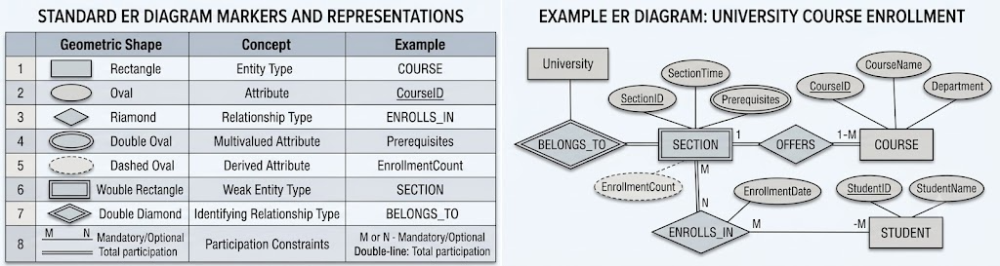 STANDARD ER DIAGRAM MARKERS AND REPRESENTATIONS
Geometric Shape Concept Example
1 Rectangle Entity Type COURSE
2 Oval Attribute CourseID
3 Riamond Relationship Type ENROLLS_IN
4 Double Oval Multivalued Attribute Prerequisites
5 Dashed Oval Derived Attribute EnrollmentCount
6 Wouble Rectangle Weak Entity Type SECTION
7 Double Diamond Identifying Relationship Type BELONGS_TO
8 M N Mandatory/Optional Participation Constraints M or N - Mandatory/Optional
Total participation Double-line: Total participation
EXAMPLE ER DIAGRAM: UNIVERSITY COURSE ENROLLMENT
University
SectionTime
CourseName
SectionID
Prerequisites
CourseID
Department
BELONGS_TO
SECTION
1
OFFERS
1-M
COURSE
EnrollmentCount
M
N
EnrollmentDate
StudentID
StudentName
ENROLLS_IN
M
-M
STUDENT